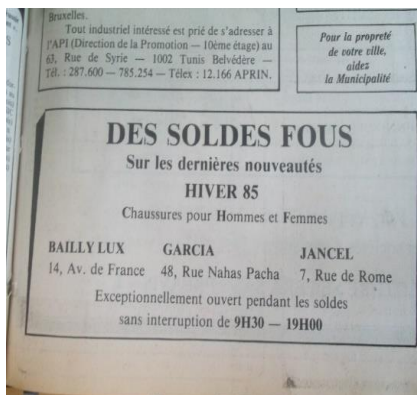 Bruxelles.
Tout industriel intéressé est prié de s'adresser à
l'API (Direction de la Promotion — 10ème étage) au
63, Rue de Syrie — 1002 Tunis Belvédère —
Tél. : 287.600 — 785.254 — Télex : 12.166 APRIN.
Pour la propreté
de votre ville,
aidez
la Municipalité
DES SOLDES FOUS
Sur les dernières nouveautés
HIVER 85
Chaussures pour Hommes et Femmes
BAILLY LUX GARCIA JANCEL
14, Av. de France 48, Rue Nahas Pacha 7, Rue de Rome
Exceptionnellement ouvert pendant les soldes
sans interruption de 9H30 — 19H00